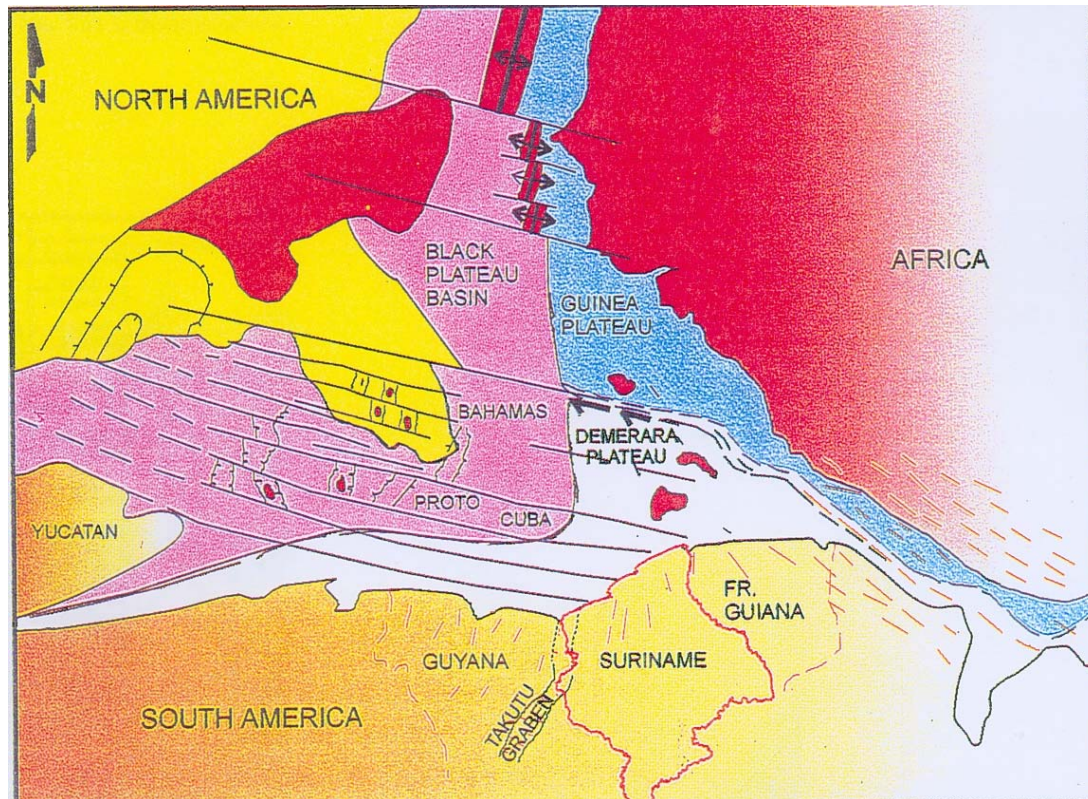 N
NORTH AMERICA
BLACK
PLATEAU
BASIN
GUINEA
PLATEAU
AFRICA
BAHAMAS
DEMERARA
PLATEAU
PROTO
CUBA
YUCATAN
FR.
GUIANA
GUYANA
SURINAME
TAKUTU
GRABEN
SOUTH AMERICA